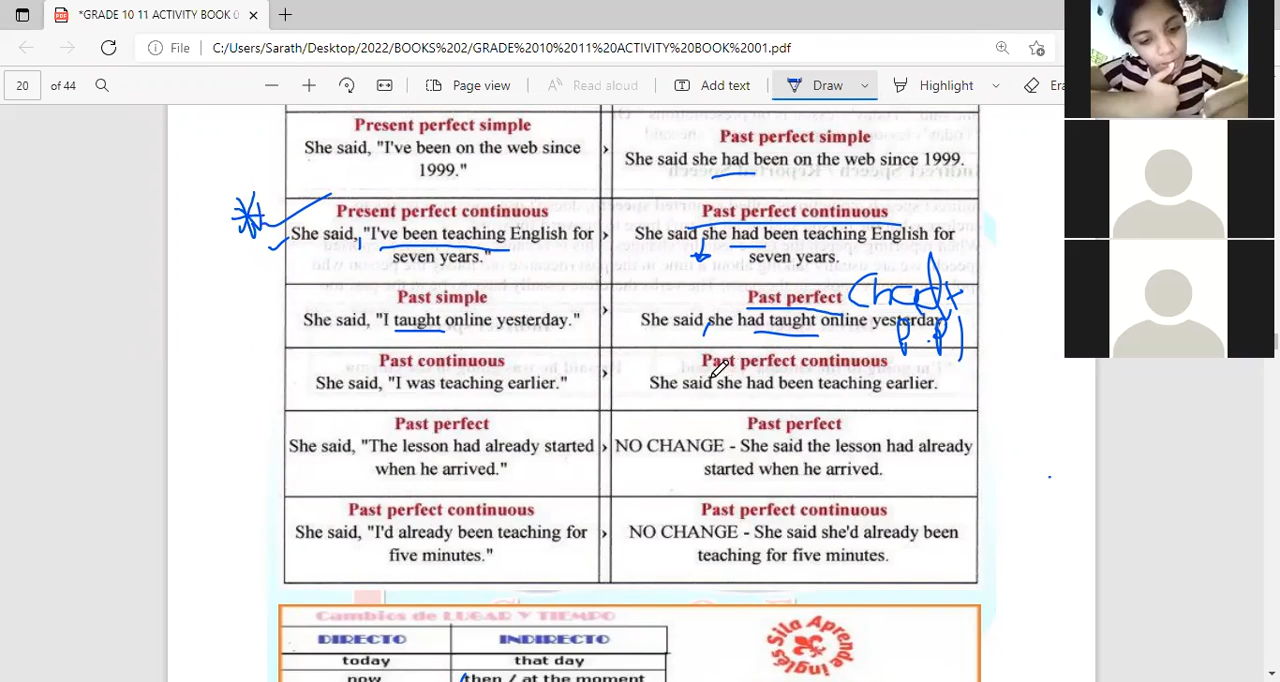 *GRADE 10 11 ACTIVITY BOOK 0
File
C:/Users/Sarath/Desktop/2022/BOOKS%202/GRADE%2010%2011%20ACTIVITY%20BOOK%2001.pdf
20 of 44
Page view
Read aloud
Add text
Draw
Highlight
Era
Present perfect simple
She said, "I've been on the web since
1999."
Past perfect simple
She said she had been on the web since 1999.
Present perfect continuous
She said, "I've been teaching English for
seven years."
Past perfect continuous
She said she had been teaching English for
seven years.
Past simple
She said, "I taught online yesterday."
Past perfect
She said she had taught online yesterday
Past continuous
She said, "I was teaching earlier."
Past perfect continuous
She said she had been teaching earlier.
Past perfect
She said, "The lesson had already started
when he arrived."
Past perfect
NO CHANGE - She said the lesson had already
started when he arrived.
Past perfect continuous
She said, "I'd already been teaching for
five minutes."
Past perfect continuous
NO CHANGE - She said she'd already been
teaching for five minutes.
Cambios de LUGAR Y TIEMPO
DIRECTO INDIRECTO
today that day
now then / at the moment
Sila Aprende inglés